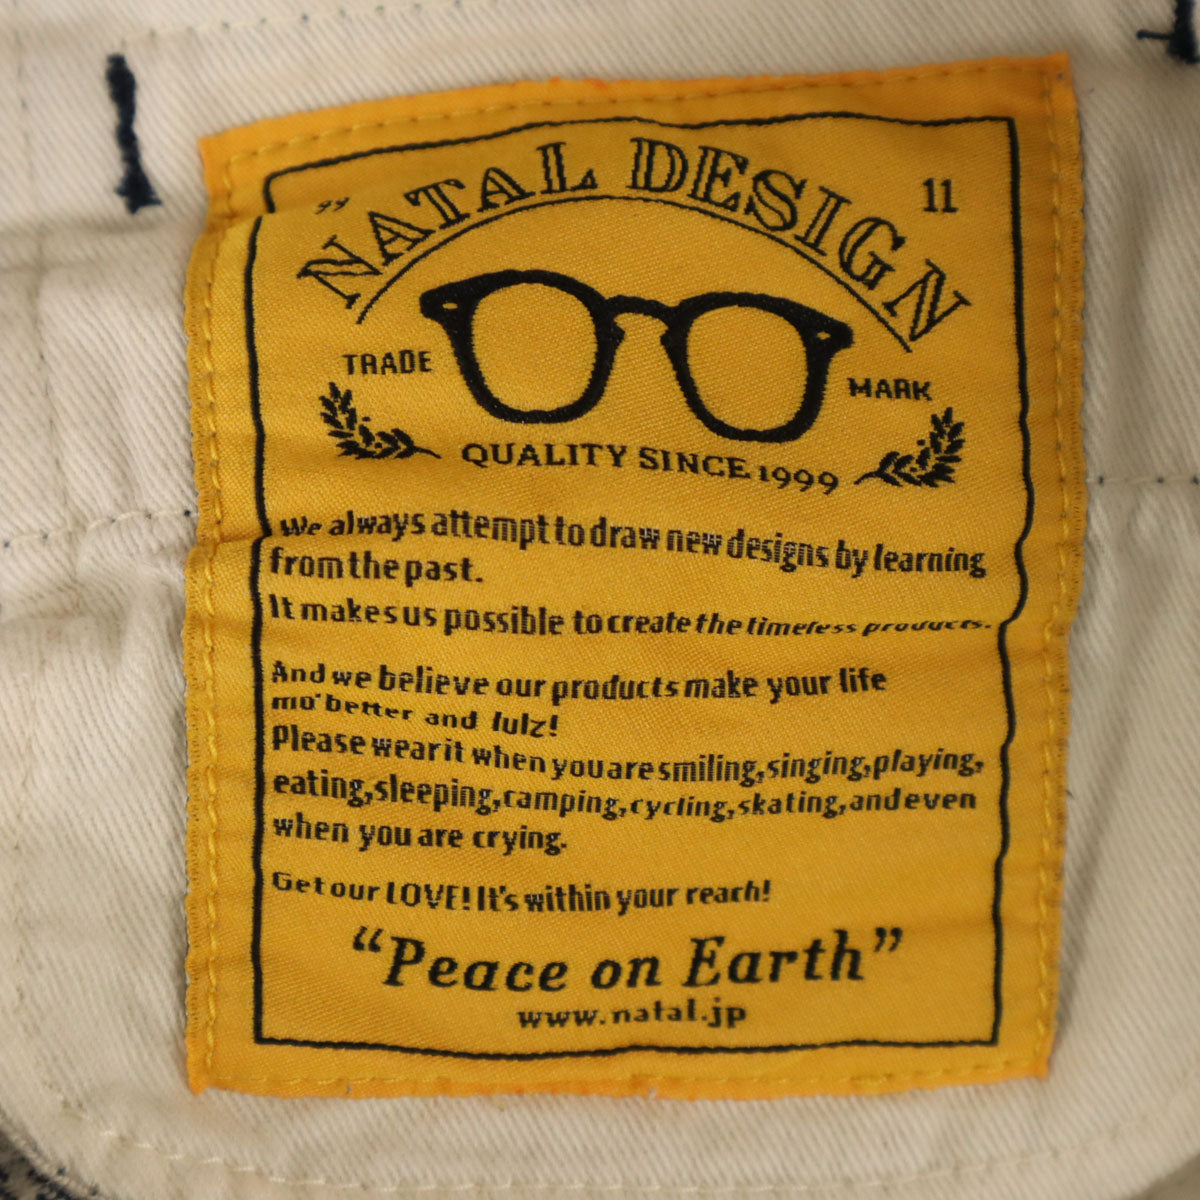 99 NATAL DESIGN 11
TRADE MARK
QUALITY SINCE 1999
We always attempt to draw new designs by learning
from the past.
It makes us possible to create the timeless products.
And we believe our products make your life
mo' better and lulz!
Please wear it when you are smiling, singing, playing,
eating, sleeping, camping, cycling, skating, and even
when you are crying.
Get our LOVE! It's within your reach!
“Peace on Earth”
www.natal.jp